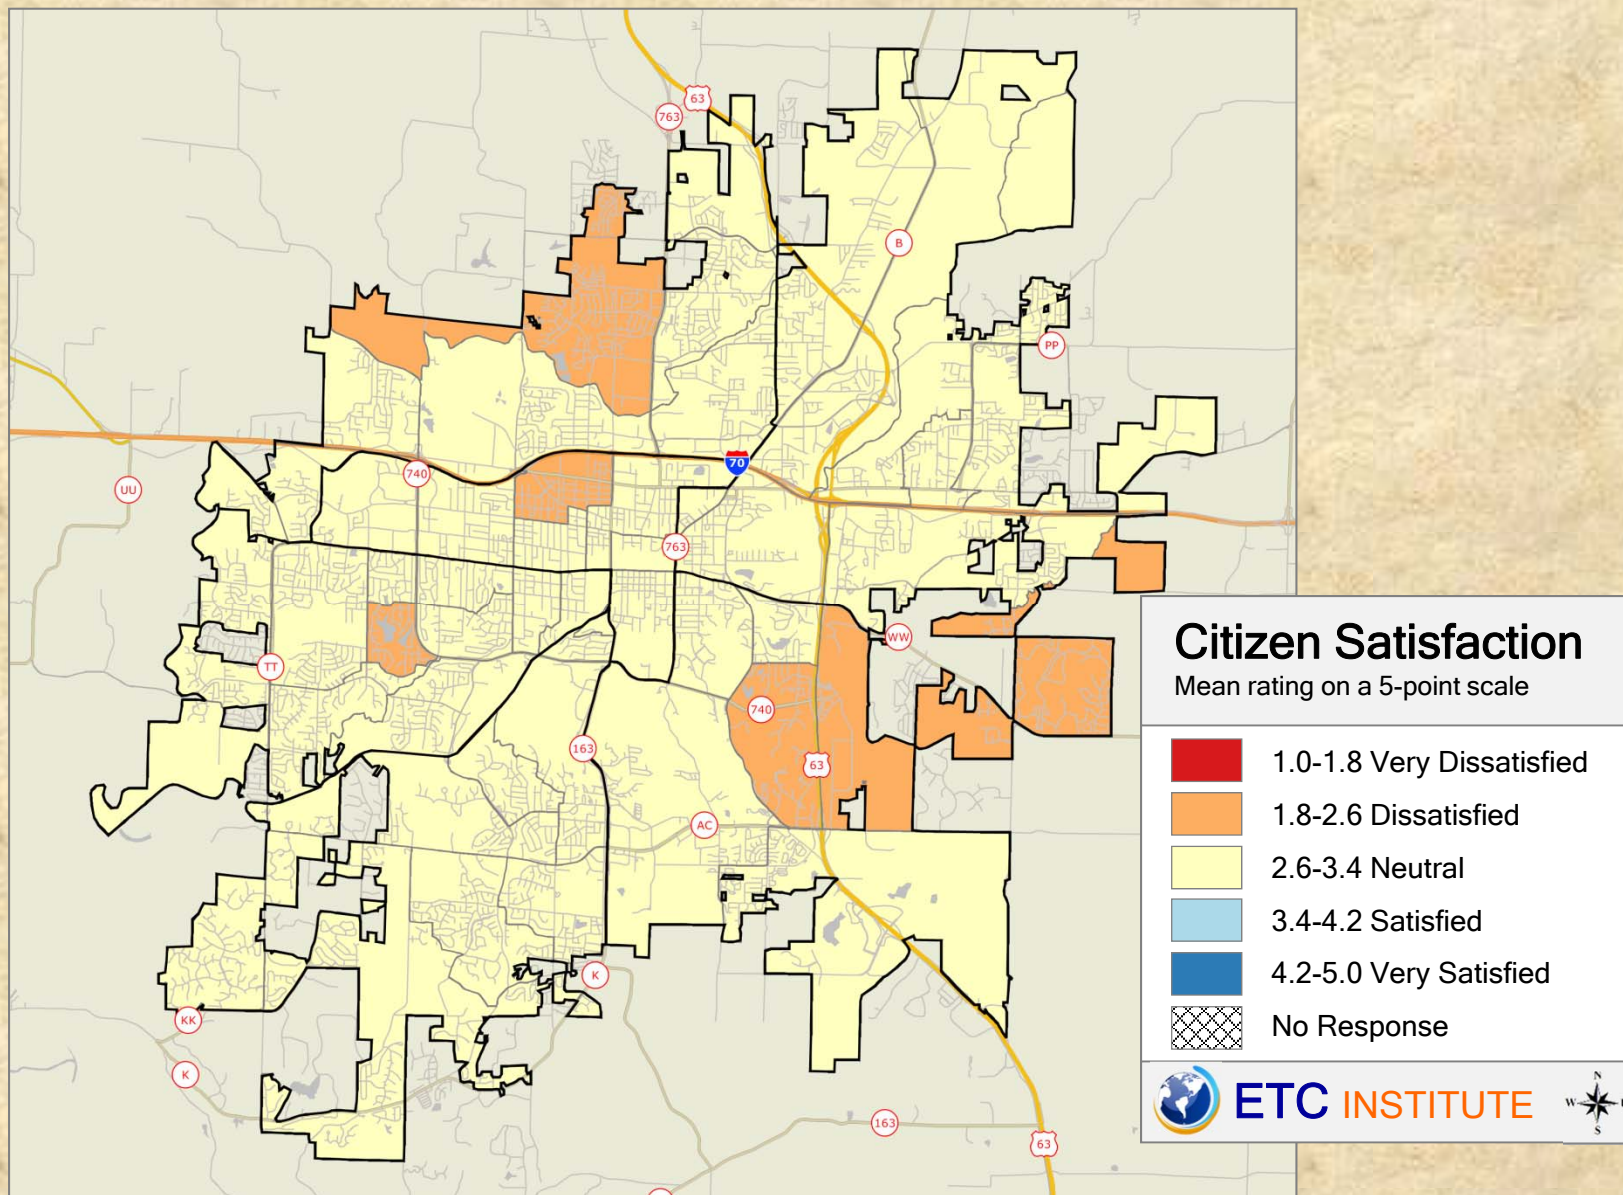 63
763
B
PP
70
740
UU
763
WW
TT
740
163
63
AC
K
KK
K
163
63
Citizen Satisfaction
Mean rating on a 5-point scale
1.0-1.8 Very Dissatisfied
1.8-2.6 Dissatisfied
2.6-3.4 Neutral
3.4-4.2 Satisfied
4.2-5.0 Very Satisfied
No Response
ETC INSTITUTE
N
W
S